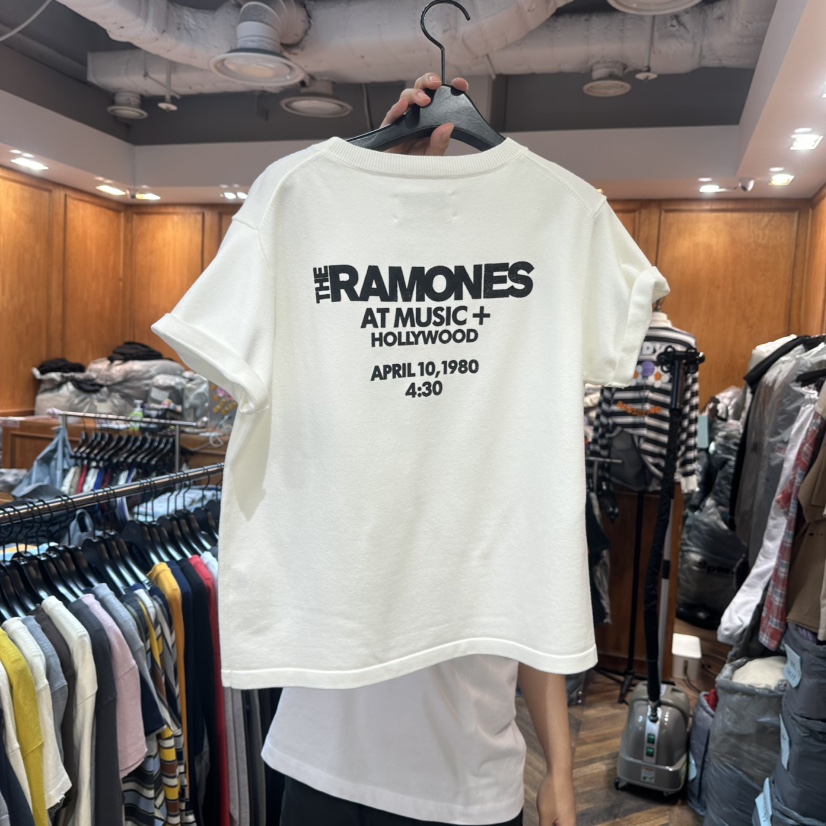 THE RAMONES
AT MUSIC +
HOLLYWOOD
APRIL 10, 1980
4:30